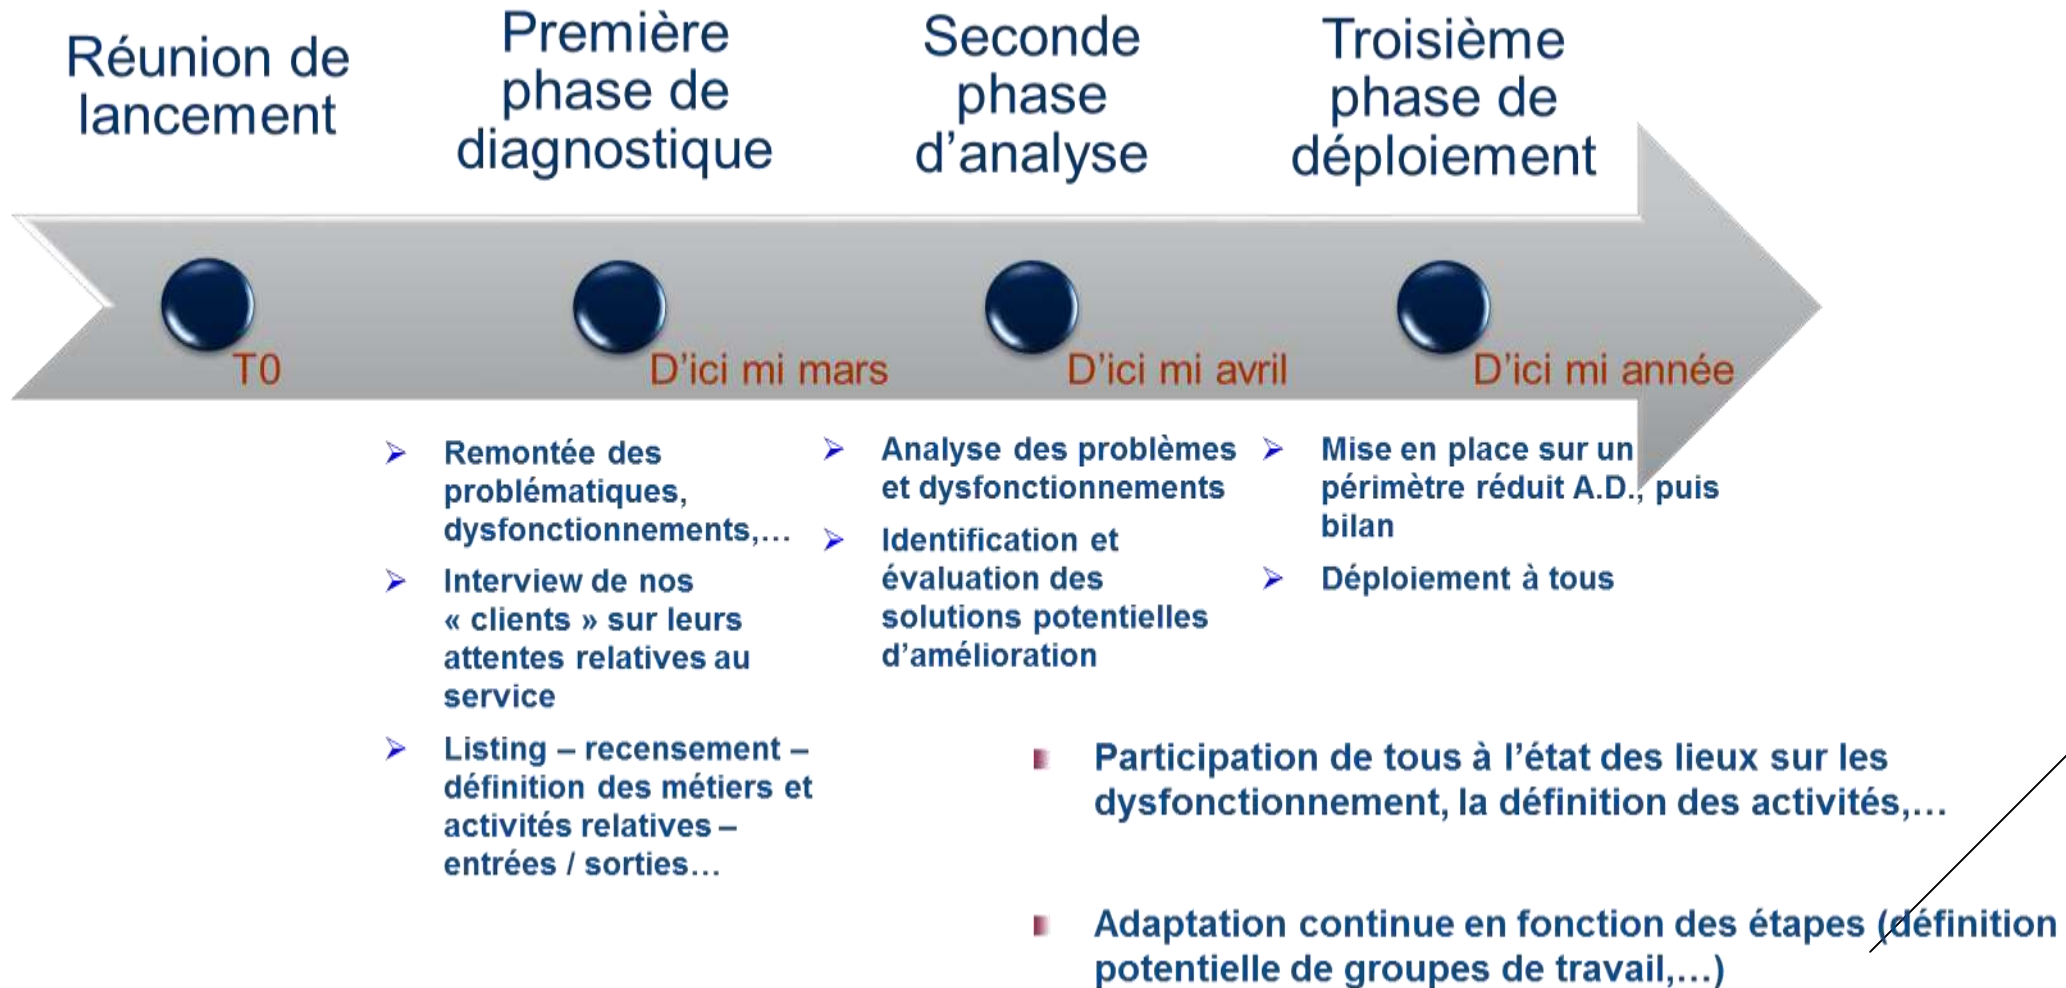 Réunion de
lancement
Première
phase de
diagnostique
Seconde
phase
d’analyse
Troisième
phase de
déploiement
T0
D’ici mi mars
D’ici mi avril
D’ici mi année
➢ Remontée des
problématiques,
dysfonctionnements,…
➢ Interview de nos
« clients » sur leurs
attentes relatives au
service
➢ Listing – recensement –
définition des métiers et
activités relatives –
entrées / sorties…
➢ Analyse des problèmes
et dysfonctionnements
➢ Identification et
évaluation des
solutions potentielles
d’amélioration
➢ Mise en place sur un
périmètre réduit A.D., puis
bilan
➢ Déploiement à tous
Participation de tous à l’état des lieux sur les
dysfonctionnement, la définition des activités,…
Adaptation continue en fonction des étapes (définition
potentielle de groupes de travail,…)